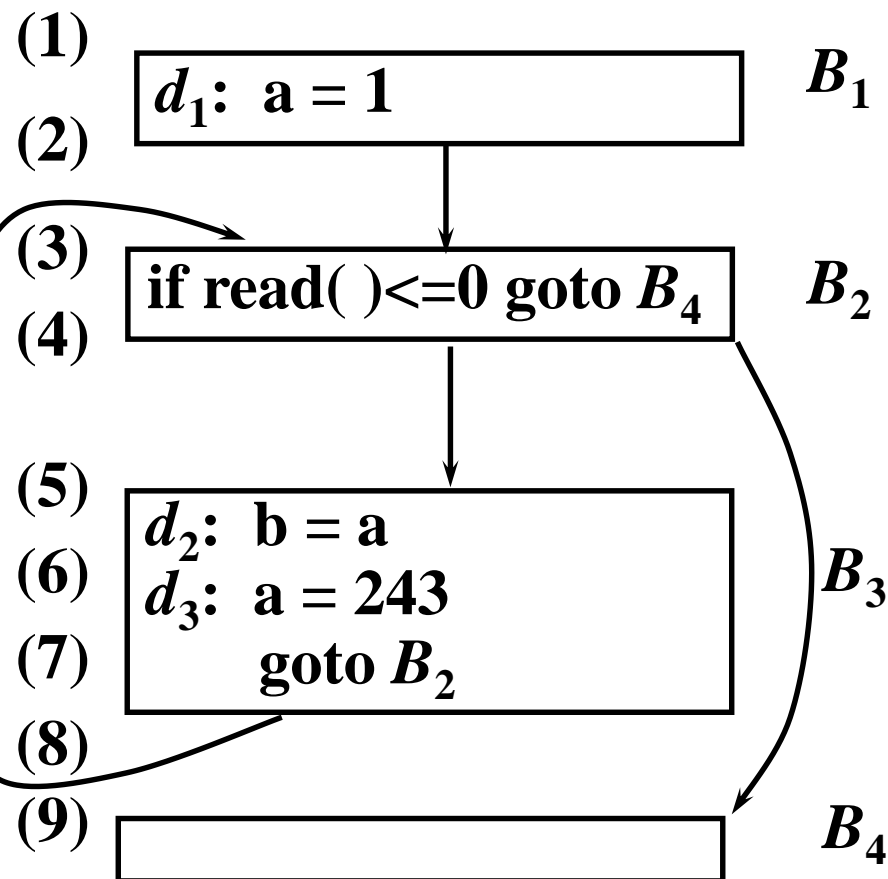 (1)
d₁: a = 1 B₁
(2)
(3)
if read( )<=0 goto B₄ B₂
(4)
(5)
d₂: b = a
(6) B₃
d₃: a = 243
(7) goto B₂
(8)
(9) B₄